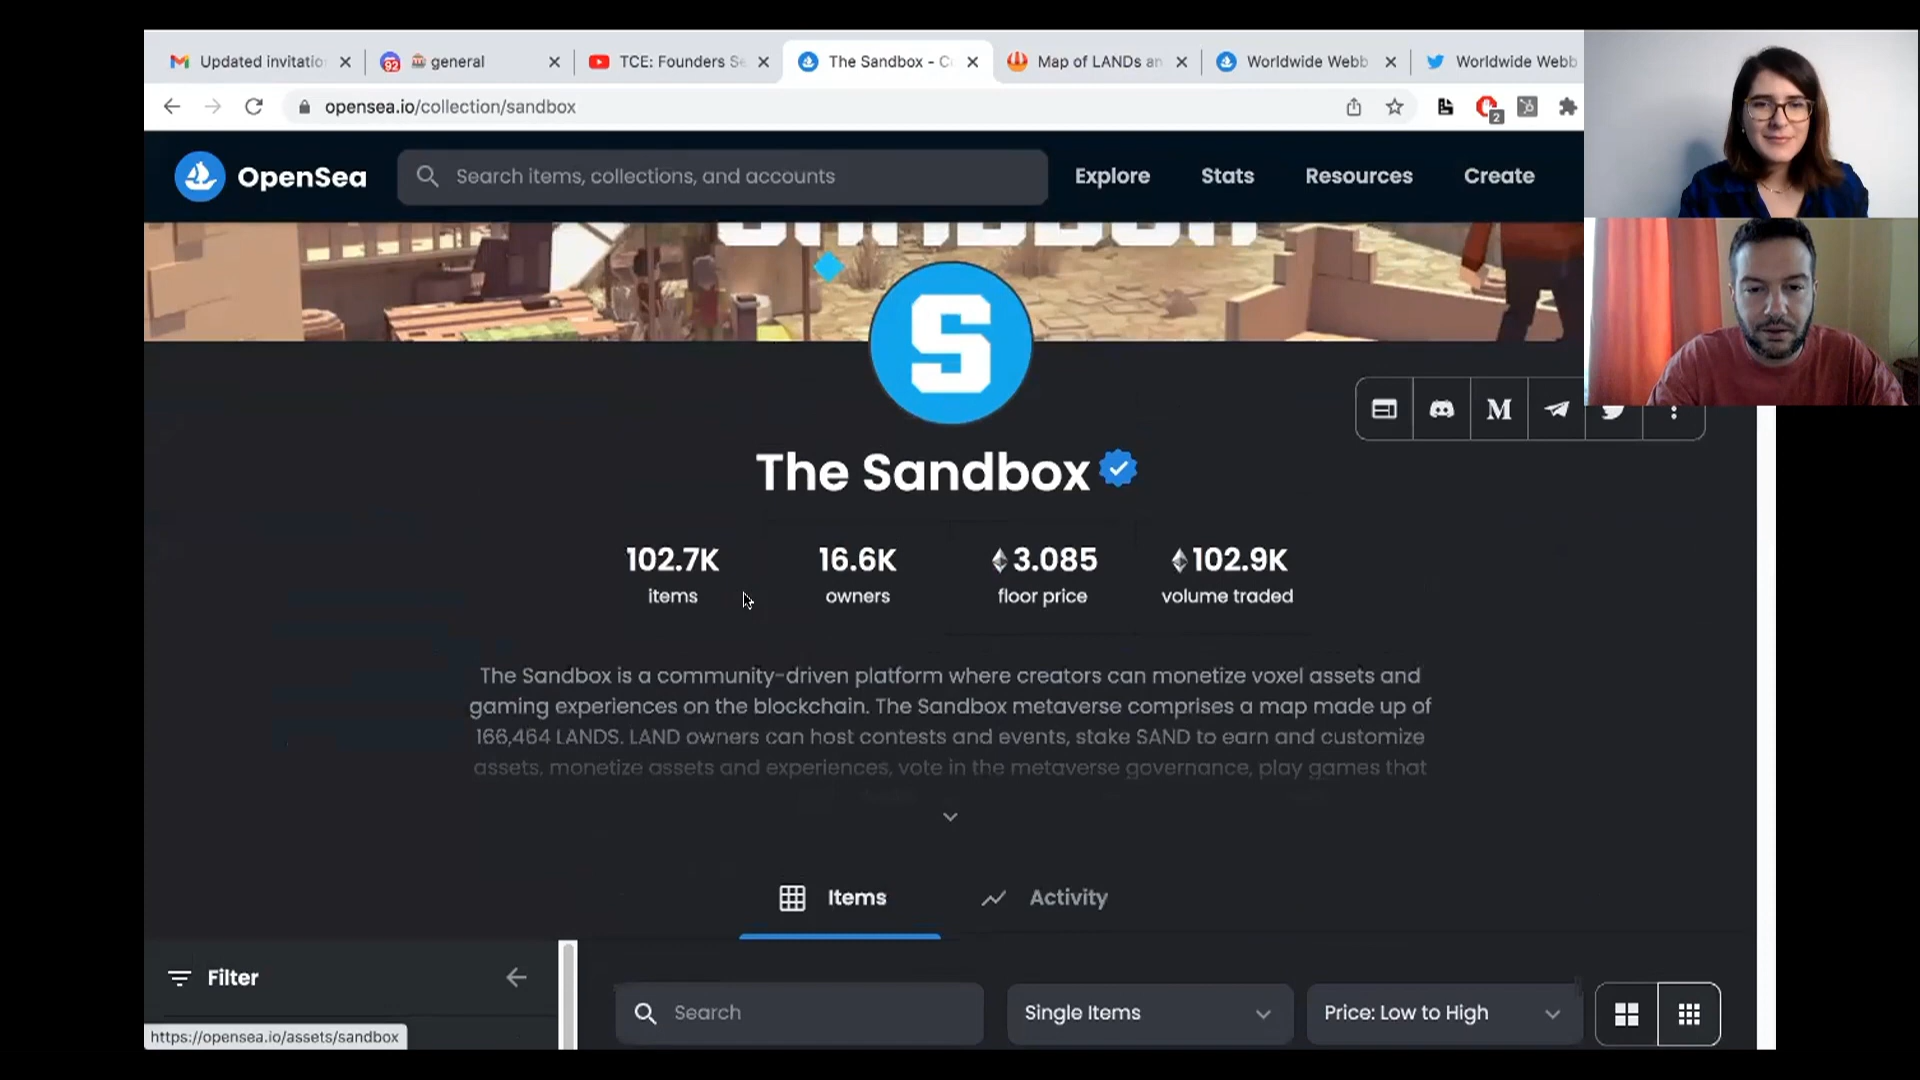 Updated invitatio
92
general
TCE: Founders Se
The Sandbox - C
Map of LANDs an
Worldwide Webb
Worldwide Webb
opensea.io/collection/sandbox
2
OpenSea
Search items, collections, and accounts
Explore
Stats
Resources
Create
S
The Sandbox
102.7K
items
16.6K
owners
3.085
floor price
102.9K
volume traded
The Sandbox is a community-driven platform where creators can monetize voxel assets and
gaming experiences on the blockchain. The Sandbox metaverse comprises a map made up of
166,464 LANDS. LAND owners can host contests and events, stake SAND to earn and customize
assets, monetize assets and experiences, vote in the metaverse governance, play games that
Items
Activity
Filter
Search
Single Items
Price: Low to High
https://opensea.io/assets/sandbox